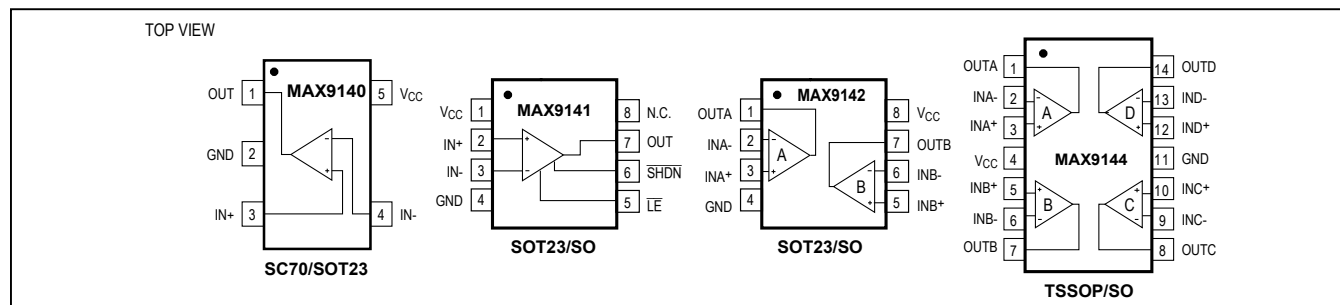 TOP VIEW
MAX9140
OUT 1
5 VCC
GND 2
- +
IN+ 3
4 IN-
SC70/SOT23
MAX9141
VCC 1
8 N.C.
IN+ 2
+
7 OUT
IN- 3
-
6 SHDN
GND 4
5 LE
SOT23/SO
MAX9142
OUTA 1
8 VCC
INA- 2
- A +
7 OUTB
INA+ 3
6 INB-
- B +
GND 4
5 INB+
SOT23/SO
OUTA 1
14 OUTD
INA- 2
- A +
- D +
13 IND-
INA+ 3
12 IND+
VCC 4
MAX9144
11 GND
INB+ 5
+ B -
+ C -
10 INC+
INB- 6
9 INC-
OUTB 7
8 OUTC
TSSOP/SO